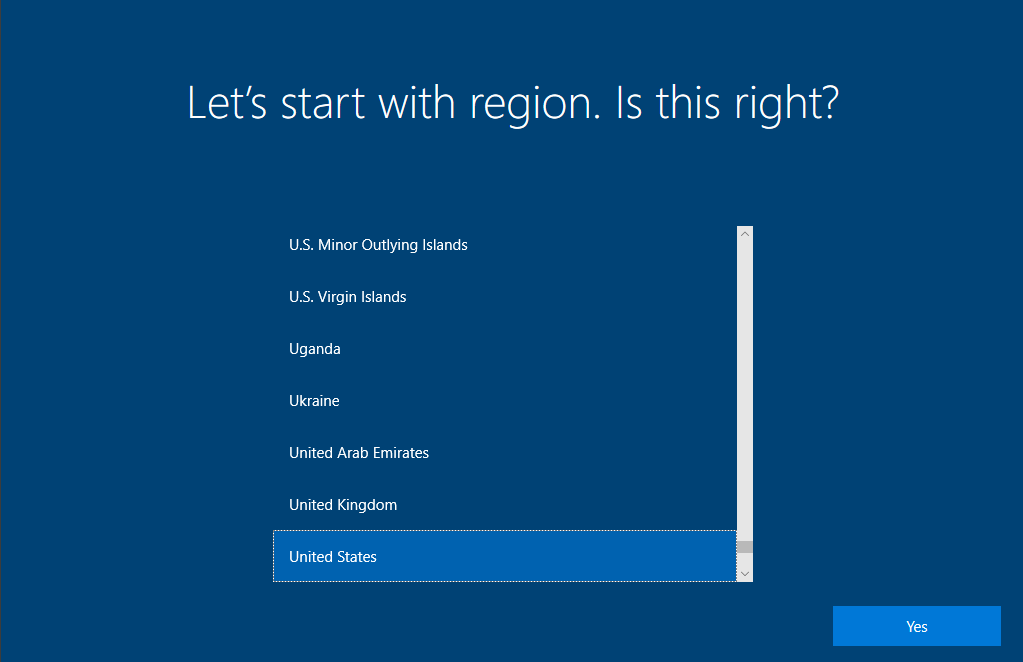 Let’s start with region. Is this right?
U.S. Minor Outlying Islands
U.S. Virgin Islands
Uganda
Ukraine
United Arab Emirates
United Kingdom
United States
Yes